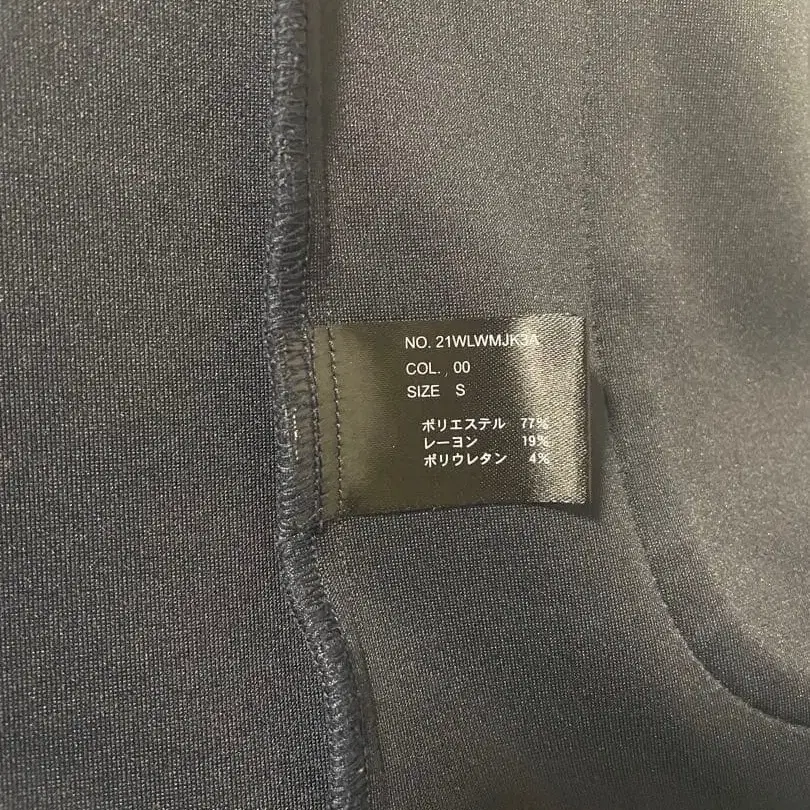 NO. 21WLWMJK3A
COL. , 00
SIZE S
ポリエステル 77%
レーヨン 19%
ポリウレタン 4%